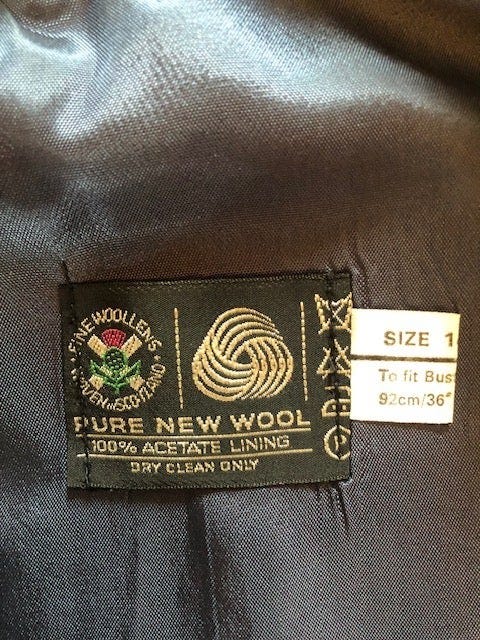 FINE WOOLLENS
WOVEN IN SCOTLAND
PURE NEW WOOL
100% ACETATE LINING
DRY CLEAN ONLY
P
SIZE 1
To fit Bus
92cm/36"